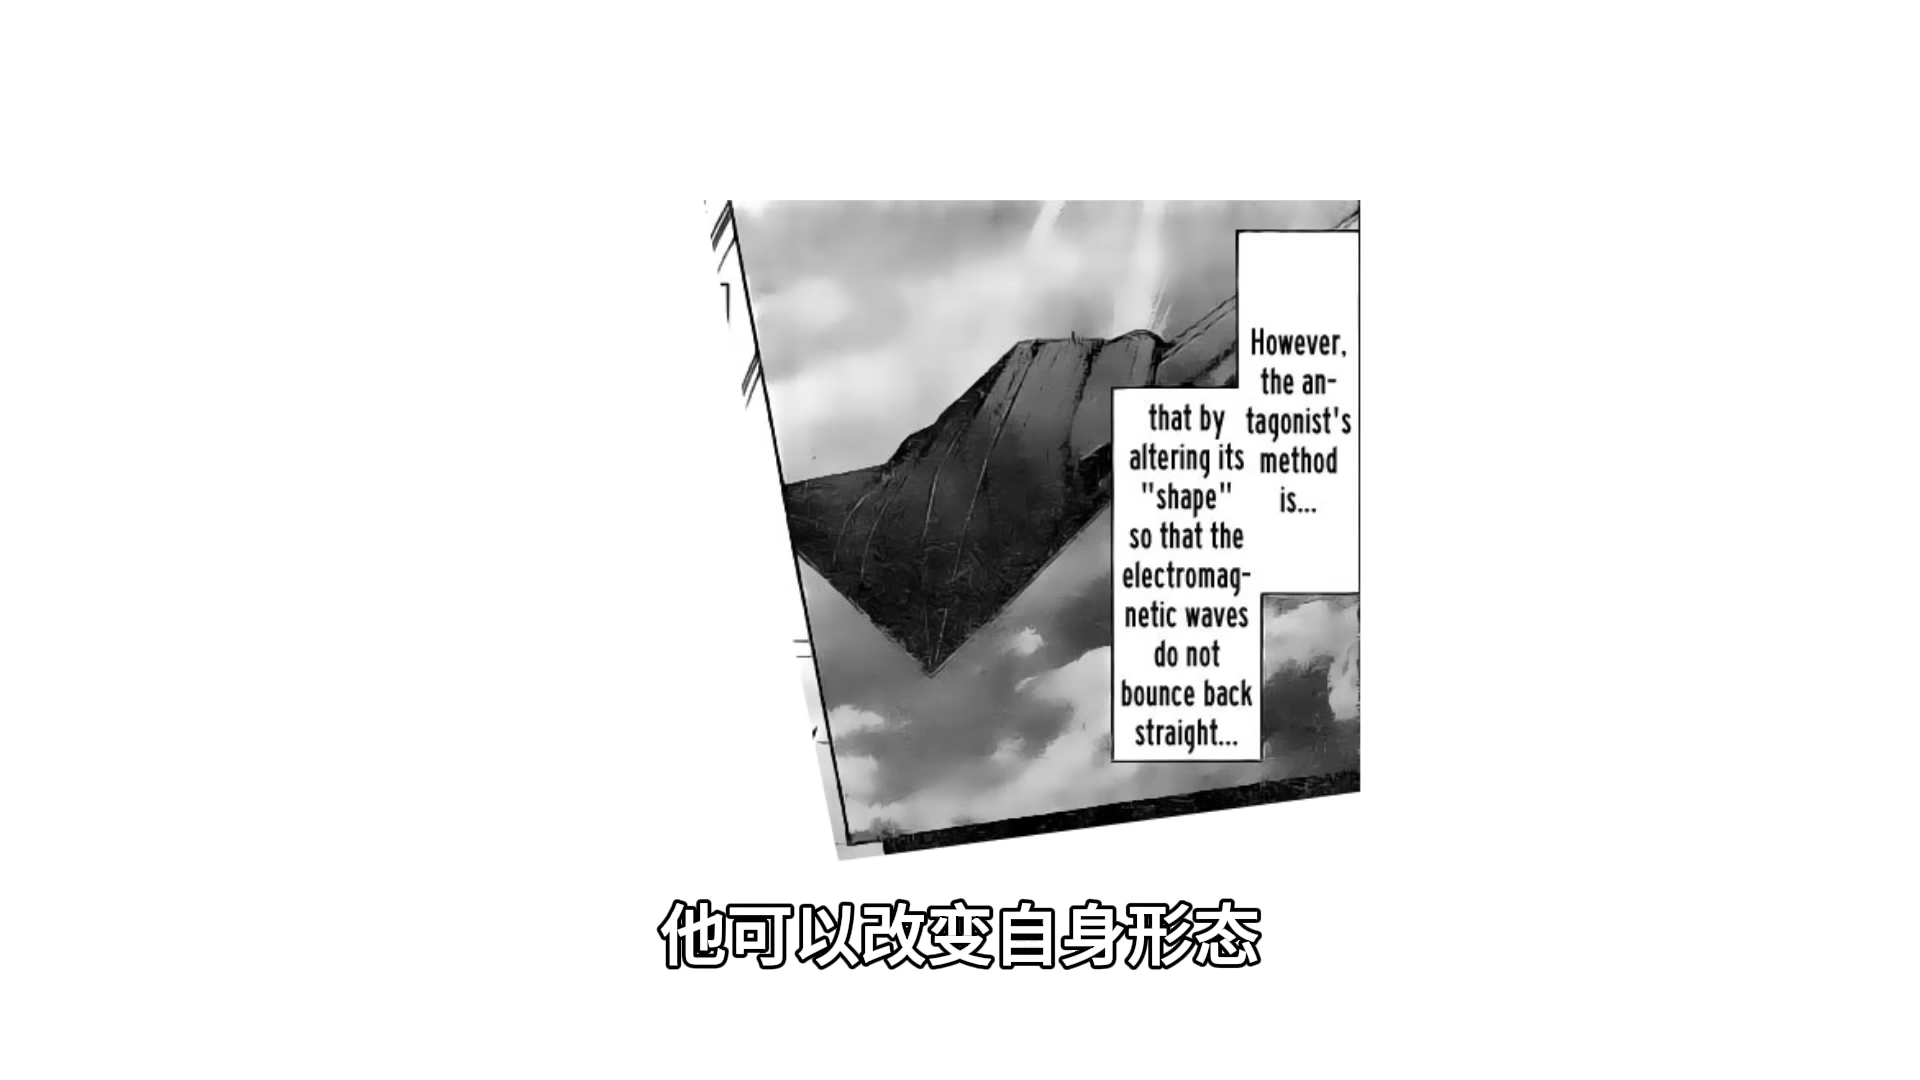 However,
the an-
tagonist's
method
is...
that by
altering its
"shape"
so that the
electromag-
netic waves
do not
bounce back
straight...
他可以改变自身形态